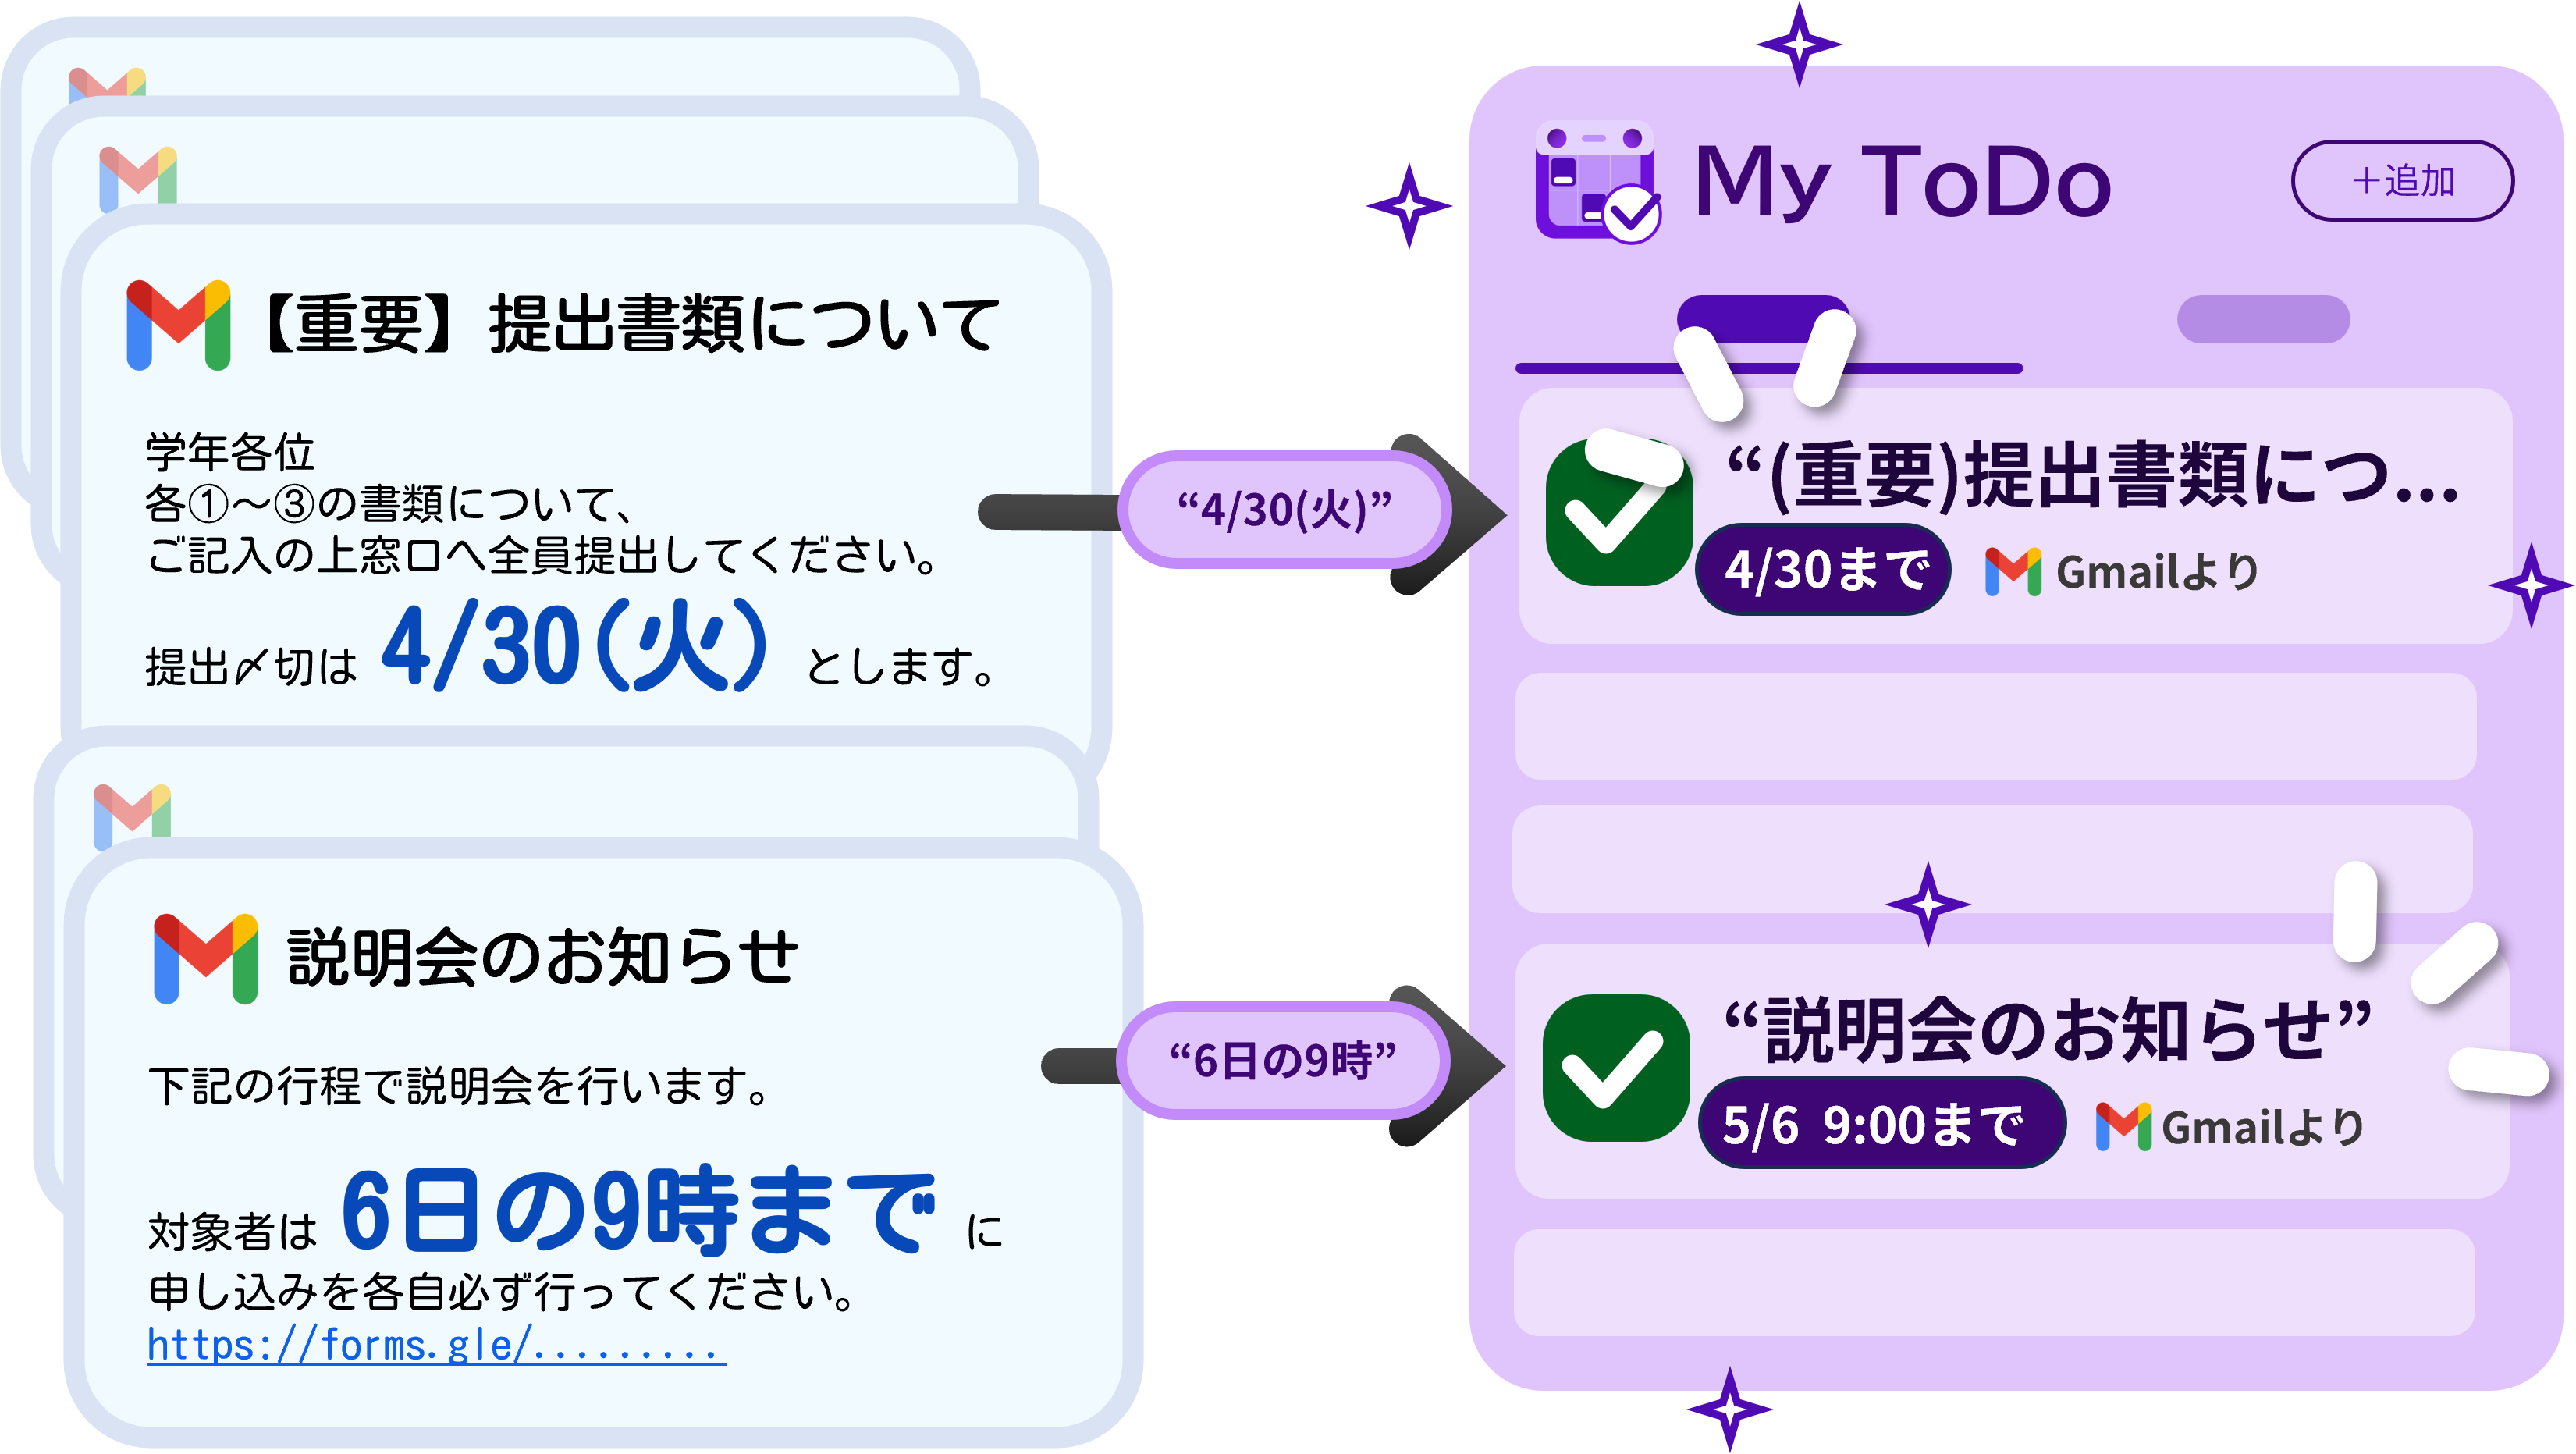 【重要】提出書類について
学年各位
各①～③の書類について、
ご記入の上窓口へ全員提出してください。
提出〆切は 4/30(火) とします。
説明会のお知らせ
下記の行程で説明会を行います。
対象者は 6日の9時まで に
申し込みを各自必ず行ってください。
https://forms.gle/.........
“4/30(火)”
“6日の9時”
My ToDo
＋追加
“(重要)提出書類につ...
4/30まで
Gmailより
“説明会のお知らせ”
5/6 9:00まで
Gmailより